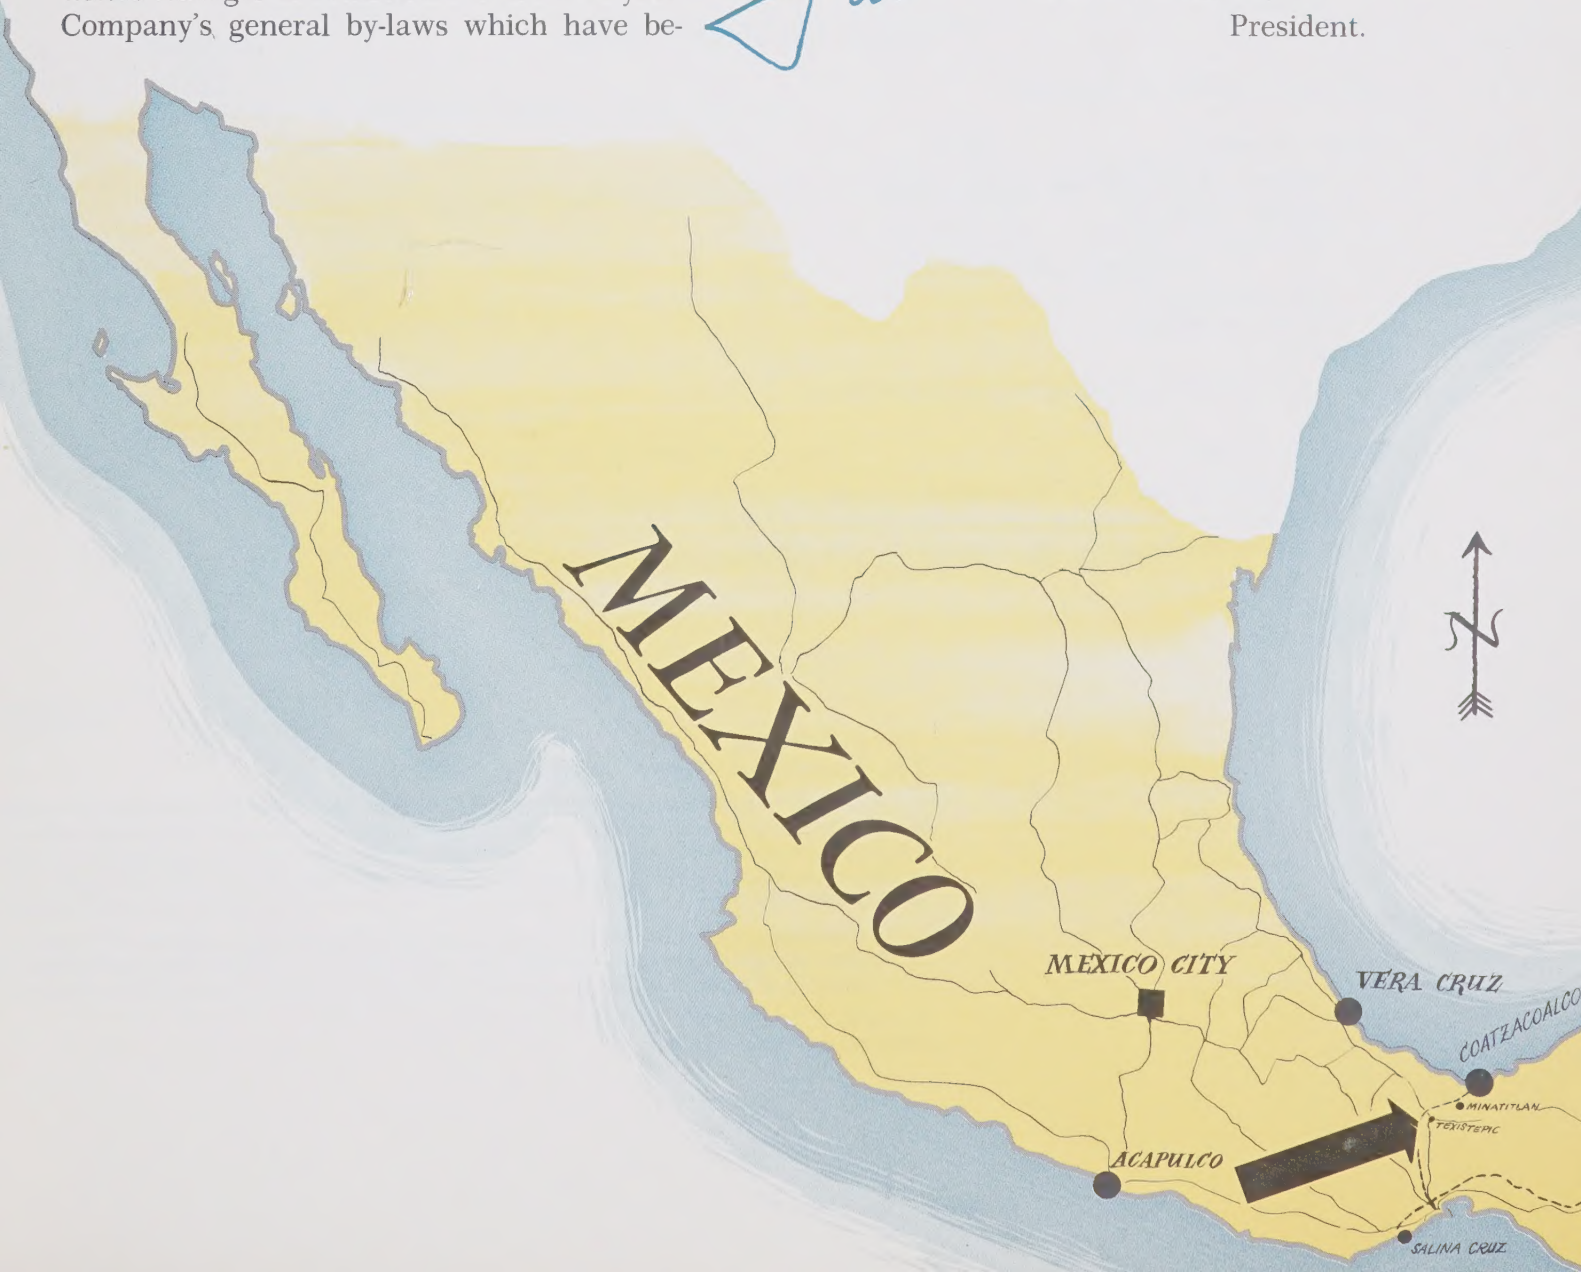 Company's general by-laws which have be-
President.
MEXICO
MEXICO CITY
VERA CRUZ
COATZACOALCO
MINATITLAN
TEXISTEPIC
ACAPULCO
SALINA CRUZ
N